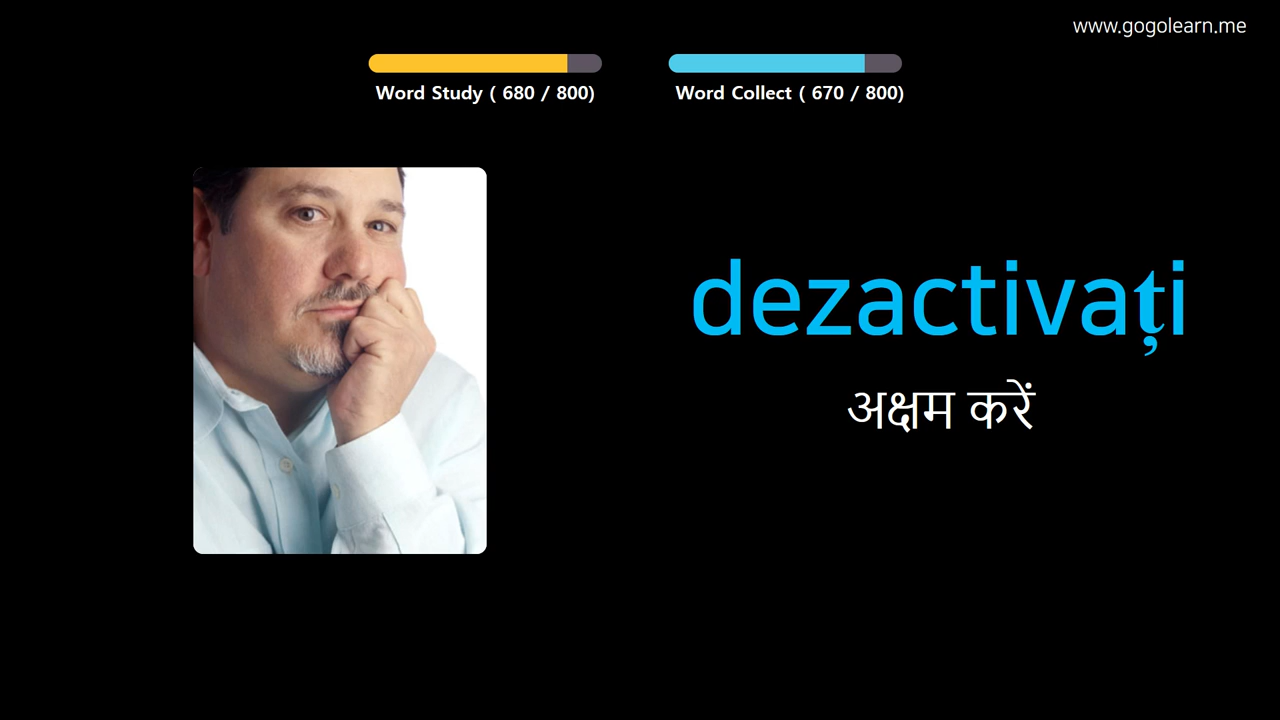 www.gogolearn.me
Word Study ( 680 / 800)
Word Collect ( 670 / 800)
dezactivați
अक्षम करें